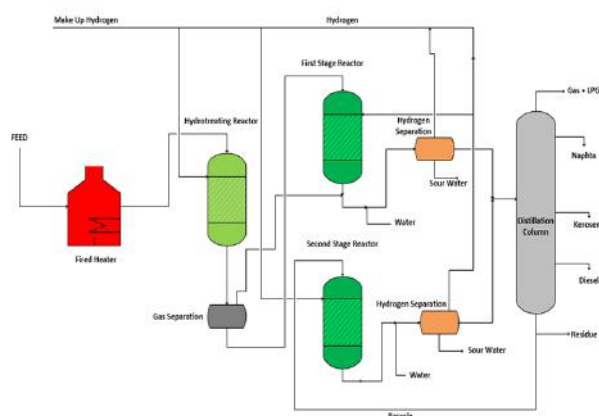 Make Up Hydrogen
Hydrogen
First Stage Reactor
Gas + LPG
Hydrotreating Reactor
Hydrogen
Separation
FEED
Naphta
Sour Water
Water
Distillation
Column
Kerosen
Fired Heater
Second Stage Reactor
Gas Separation
Hydrogen Separation
Diesel
Residue
Sour Water
Water